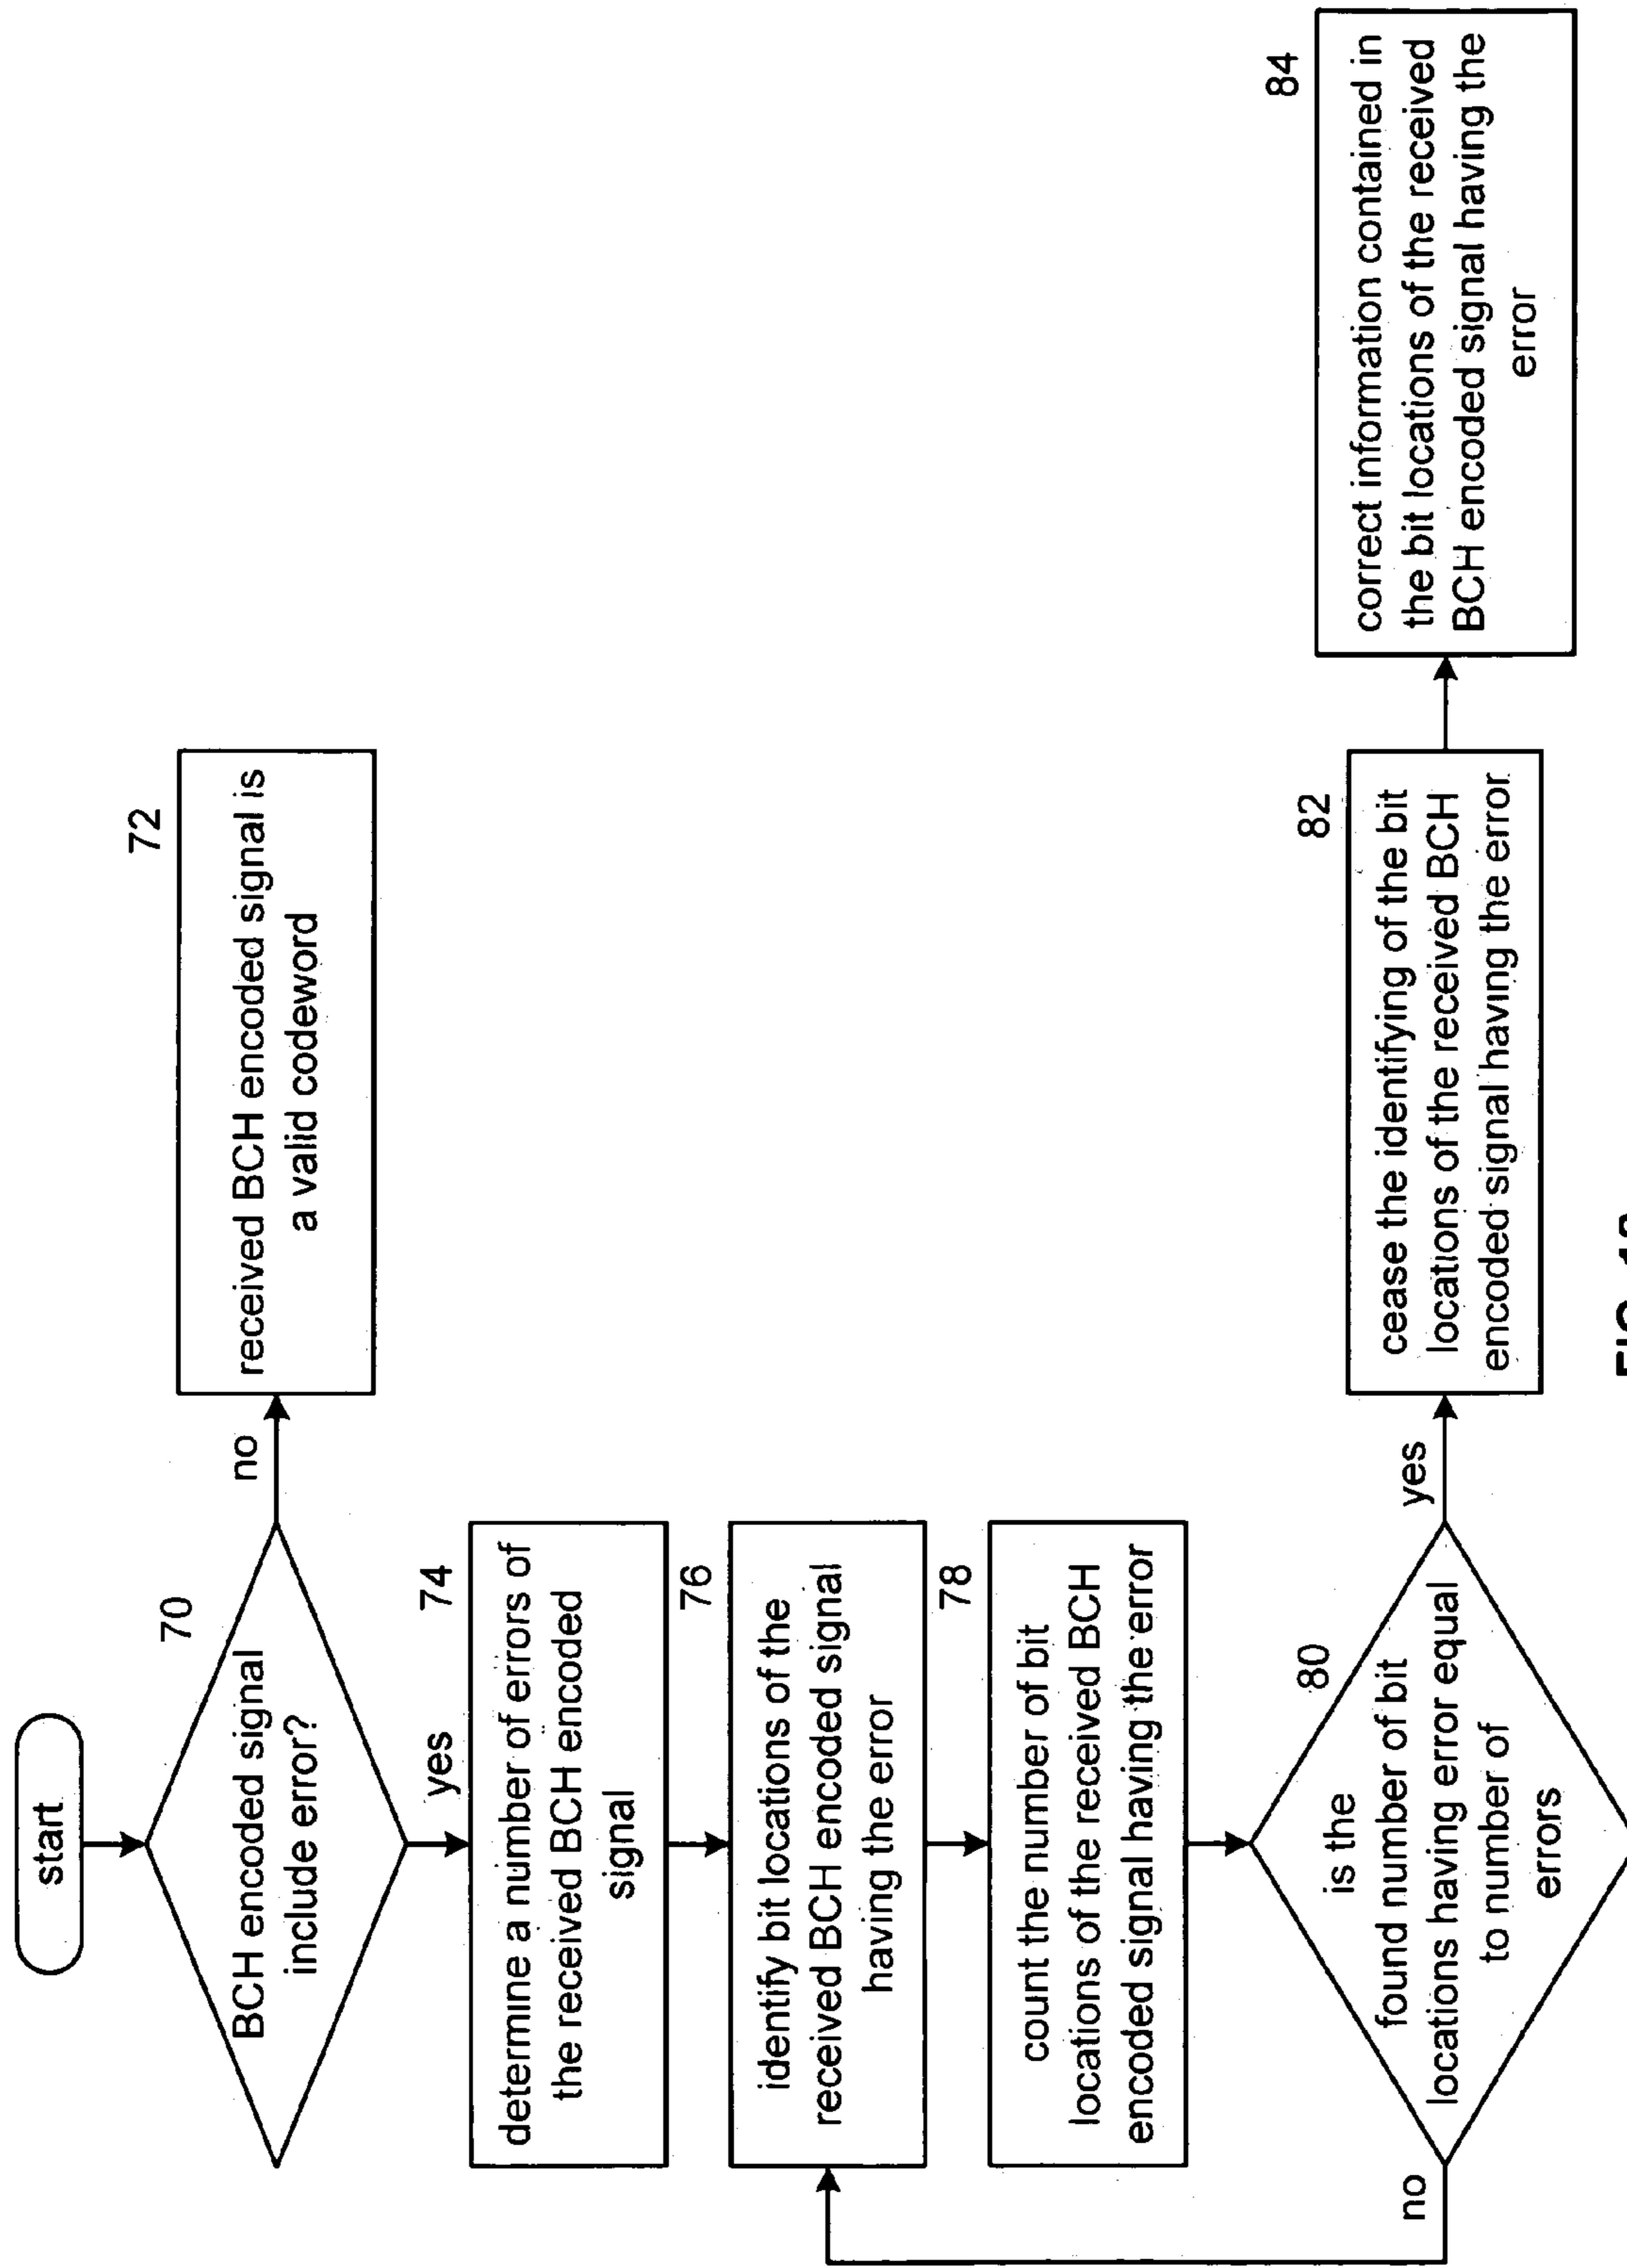 start
70
BCH encoded signal
include error?
no
72
received BCH encoded signal is
a valid codeword
yes
74
determine a number of errors of
the received BCH encoded
signal
76
identify bit locations of the
received BCH encoded signal
having the error
78
count the number of bit
locations of the received BCH
encoded signal having the error
80
is the
found number of bit
locations having error equal
to number of
errors
no
yes
82
cease the identifying of the bit
locations of the received BCH
encoded signal having the error
84
correct information contained in
the bit locations of the received
BCH encoded signal having the
error